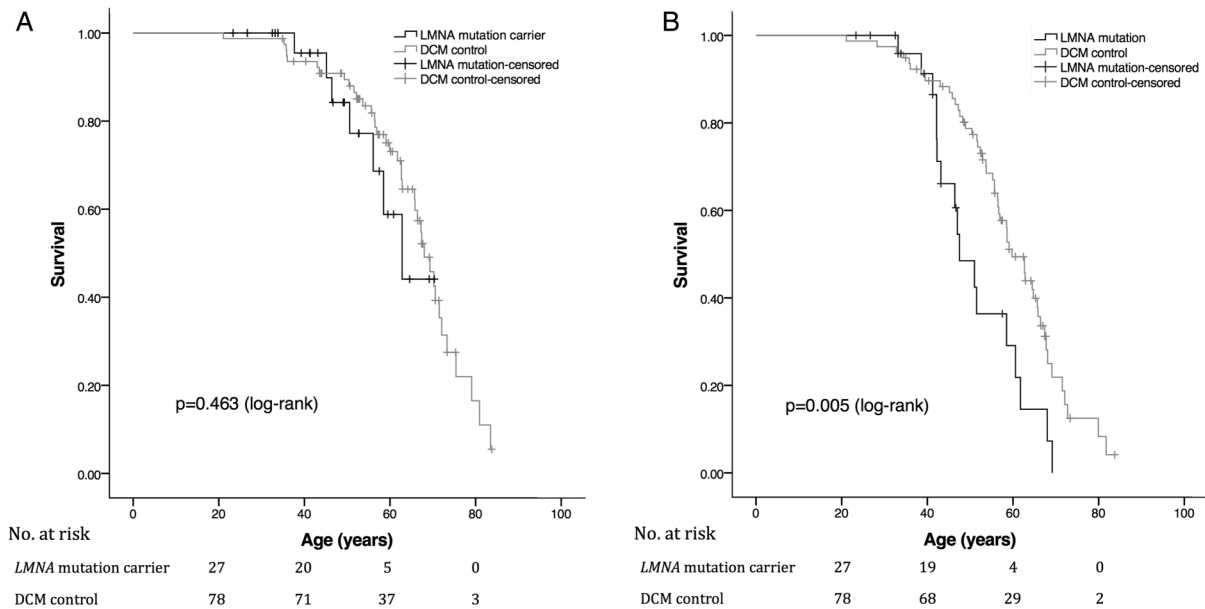 A
LMNA mutation carrier
DCM control
LMNA mutation-censored
DCM control-censored
1.00
0.80
0.60
0.40
0.20
0.00
Survival
p=0.463 (log-rank)
0 20 40 60 80 100
Age (years)
No. at risk
LMNA mutation carrier 27 20 5 0
DCM control 78 71 37 3
B
LMNA mutation
DCM control
LMNA mutation-censored
DCM control-censored
1.00
0.80
0.60
0.40
0.20
0.00
Survival
p=0.005 (log-rank)
0 20 40 60 80 100
Age (years)
No. at risk
LMNA mutation carrier 27 19 4 0
DCM control 78 68 29 2